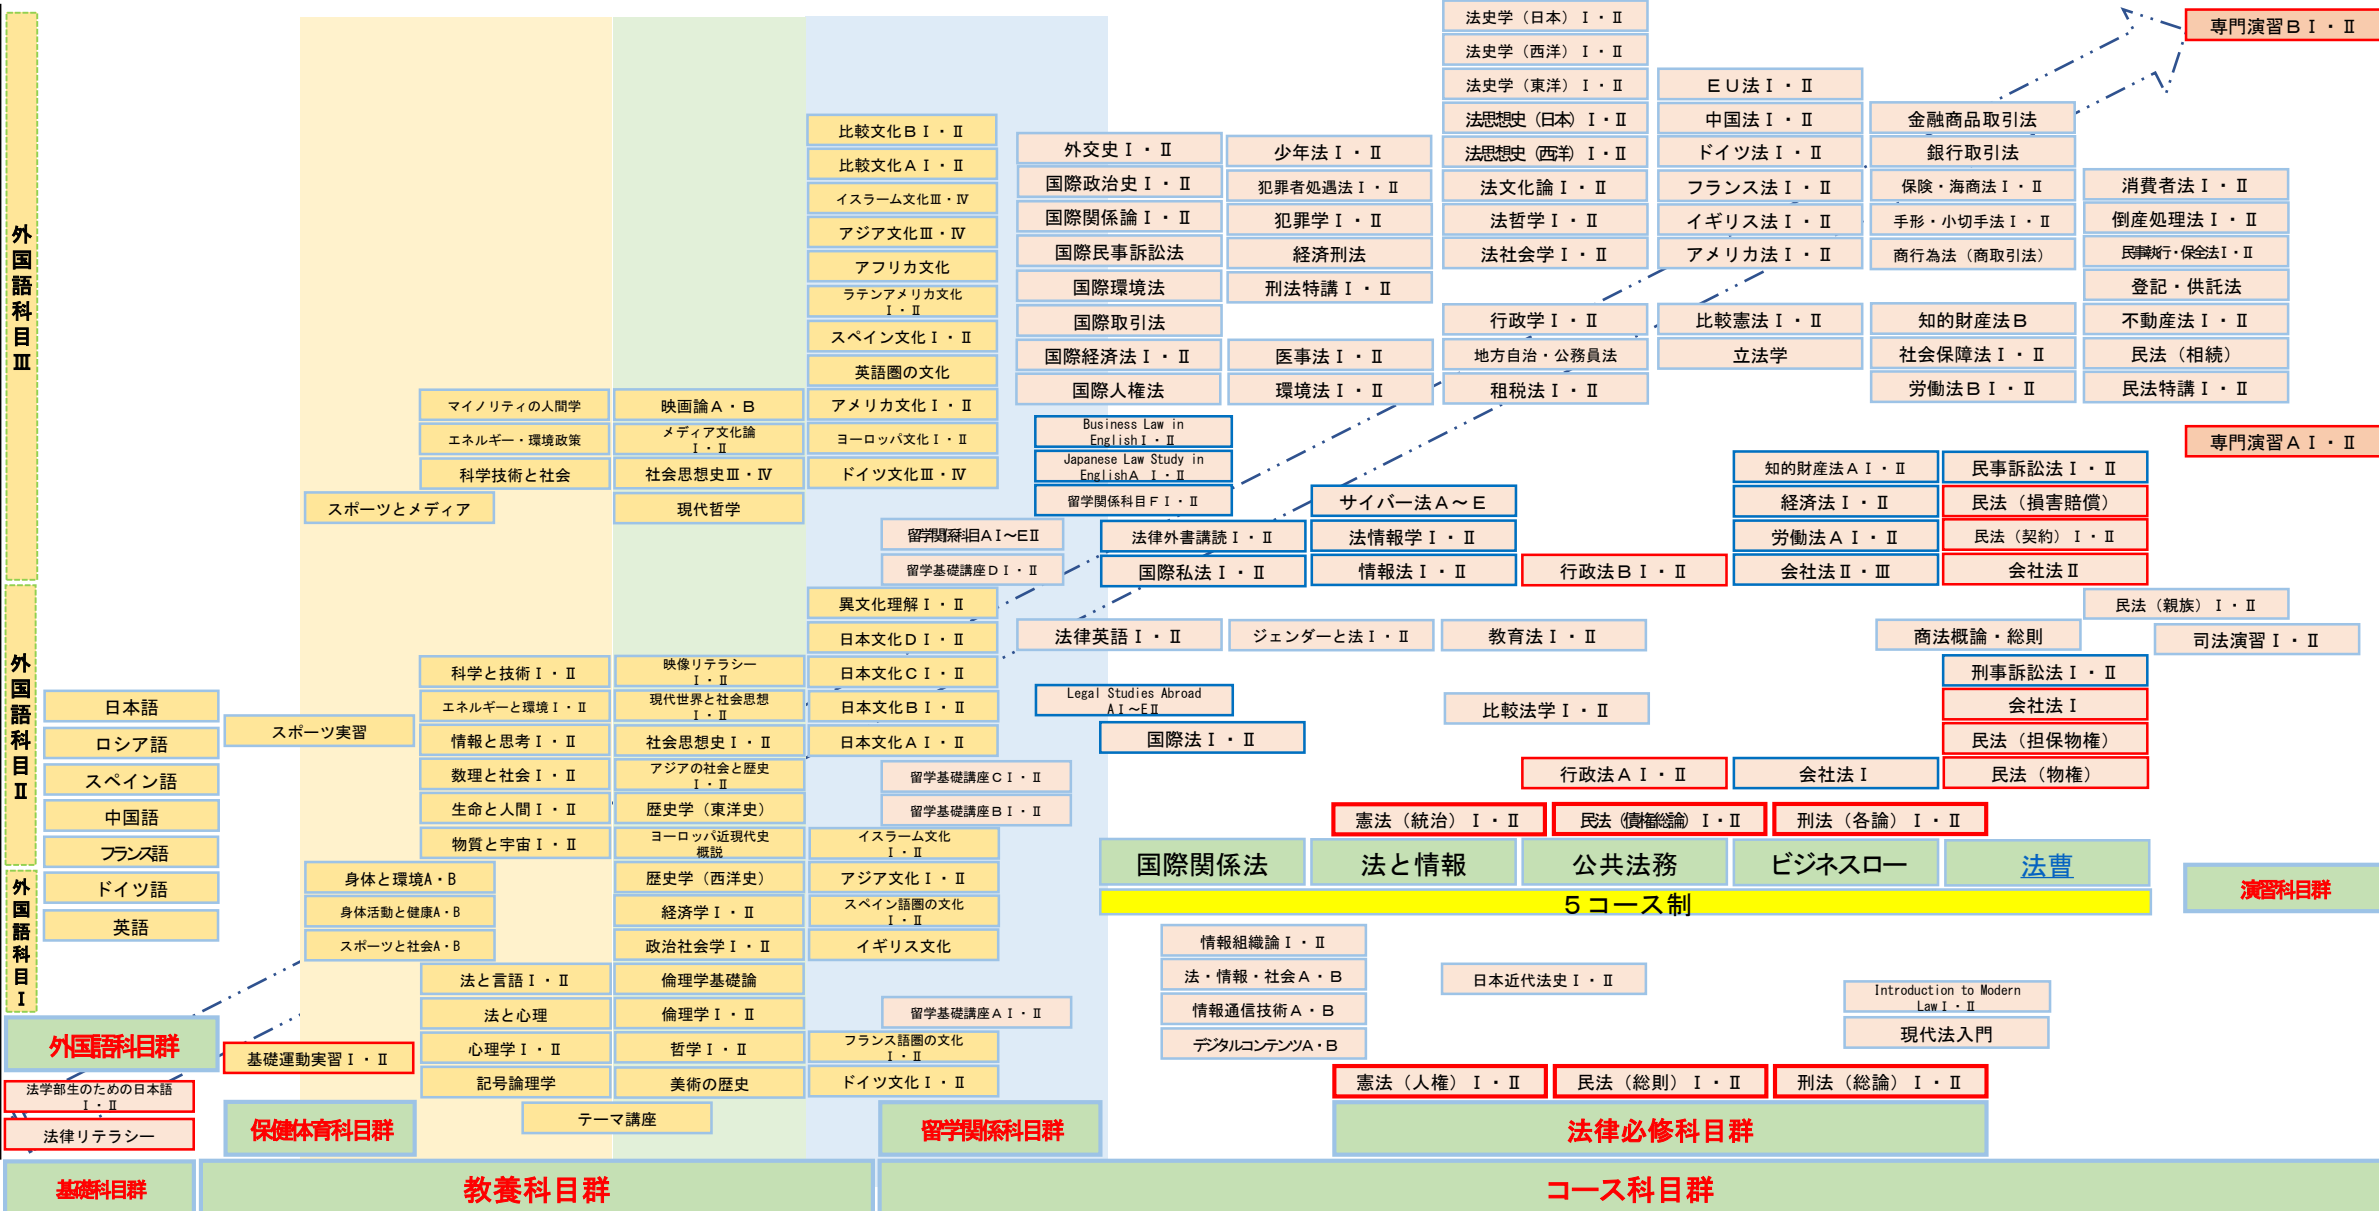 外国語科目Ⅲ
外国語科目Ⅱ
外国語科目Ⅰ
日本語
ロシア語
スペイン語
中国語
フランス語
ドイツ語
英語
外国語科目群
法学部生のための日本語
Ⅰ・Ⅱ
法律リテラシー
基礎科目群
スポーツ実習
基礎運動実習Ⅰ・Ⅱ
保健体育科目群
スポーツとメディア
身体と環境A・B
身体活動と健康A・B
スポーツと社会A・B
マイノリティの人間学
エネルギー・環境政策
科学技術と社会
科学と技術Ⅰ・Ⅱ
エネルギーと環境Ⅰ・Ⅱ
情報と思考Ⅰ・Ⅱ
数理と社会Ⅰ・Ⅱ
生命と人間Ⅰ・Ⅱ
物質と宇宙Ⅰ・Ⅱ
法と言語Ⅰ・Ⅱ
法と心理
心理学Ⅰ・Ⅱ
記号論理学
テーマ講座
映画論A・B
メディア文化論
Ⅰ・Ⅱ
社会思想史Ⅲ・Ⅳ
現代哲学
映像リテラシー
Ⅰ・Ⅱ
現代世界と社会思想
Ⅰ・Ⅱ
社会思想史Ⅰ・Ⅱ
アジアの社会と歴史
Ⅰ・Ⅱ
歴史学（東洋史）
ヨーロッパ近現代史
概説
歴史学（西洋史）
経済学Ⅰ・Ⅱ
政治社会学Ⅰ・Ⅱ
倫理学基礎論
倫理学Ⅰ・Ⅱ
哲学Ⅰ・Ⅱ
美術の歴史
比較文化BⅠ・Ⅱ
比較文化AⅠ・Ⅱ
イスラーム文化Ⅲ・Ⅳ
アジア文化Ⅲ・Ⅳ
アフリカ文化
ラテンアメリカ文化
Ⅰ・Ⅱ
スペイン文化Ⅰ・Ⅱ
英語圏の文化
アメリカ文化Ⅰ・Ⅱ
ヨーロッパ文化Ⅰ・Ⅱ
ドイツ文化Ⅲ・Ⅳ
異文化理解Ⅰ・Ⅱ
日本文化DⅠ・Ⅱ
日本文化CⅠ・Ⅱ
日本文化BⅠ・Ⅱ
日本文化AⅠ・Ⅱ
イスラーム文化
Ⅰ・Ⅱ
アジア文化Ⅰ・Ⅱ
スペイン語圏の文化
Ⅰ・Ⅱ
イギリス文化
フランス語圏の文化
Ⅰ・Ⅱ
ドイツ文化Ⅰ・Ⅱ
教養科目群
留学関係科目AⅠ～EⅡ
留学基礎講座DⅠ・Ⅱ
留学基礎講座CⅠ・Ⅱ
留学基礎講座BⅠ・Ⅱ
留学基礎講座AⅠ・Ⅱ
留学関係科目群
外交史Ⅰ・Ⅱ
国際政治史Ⅰ・Ⅱ
国際関係論Ⅰ・Ⅱ
国際民事訴訟法
国際環境法
国際取引法
国際経済法Ⅰ・Ⅱ
国際人権法
Business Law in
EnglishⅠ・Ⅱ
Japanese Law Study in
EnglishA Ⅰ・Ⅱ
留学関係科目FⅠ・Ⅱ
法律外書講読Ⅰ・Ⅱ
国際私法Ⅰ・Ⅱ
法律英語Ⅰ・Ⅱ
Legal Studies Abroad
AⅠ～EⅡ
国際法Ⅰ・Ⅱ
少年法Ⅰ・Ⅱ
犯罪者処遇法Ⅰ・Ⅱ
犯罪学Ⅰ・Ⅱ
経済刑法
刑法特講Ⅰ・Ⅱ
医事法Ⅰ・Ⅱ
環境法Ⅰ・Ⅱ
サイバー法A～E
法情報学Ⅰ・Ⅱ
情報法Ⅰ・Ⅱ
ジェンダーと法Ⅰ・Ⅱ
法史学（日本）Ⅰ・Ⅱ
法史学（西洋）Ⅰ・Ⅱ
法史学（東洋）Ⅰ・Ⅱ
法思想史（日本）Ⅰ・Ⅱ
法思想史（西洋）Ⅰ・Ⅱ
法文化論Ⅰ・Ⅱ
法哲学Ⅰ・Ⅱ
法社会学Ⅰ・Ⅱ
行政学Ⅰ・Ⅱ
地方自治・公務員法
租税法Ⅰ・Ⅱ
行政法BⅠ・Ⅱ
教育法Ⅰ・Ⅱ
比較法学Ⅰ・Ⅱ
行政法AⅠ・Ⅱ
EU法Ⅰ・Ⅱ
中国法Ⅰ・Ⅱ
ドイツ法Ⅰ・Ⅱ
フランス法Ⅰ・Ⅱ
イギリス法Ⅰ・Ⅱ
アメリカ法Ⅰ・Ⅱ
比較憲法Ⅰ・Ⅱ
立法学
金融商品取引法
銀行取引法
保険・海商法Ⅰ・Ⅱ
手形・小切手法Ⅰ・Ⅱ
商行為法（商取引法）
知的財産法B
社会保障法Ⅰ・Ⅱ
労働法BⅠ・Ⅱ
知的財産法AⅠ・Ⅱ
経済法Ⅰ・Ⅱ
労働法AⅠ・Ⅱ
会社法Ⅱ・Ⅲ
商法概論・総則
会社法Ⅰ
消費者法Ⅰ・Ⅱ
倒産処理法Ⅰ・Ⅱ
民事執行・保全法Ⅰ・Ⅱ
登記・供託法
不動産法Ⅰ・Ⅱ
民法（相続）
民法特講Ⅰ・Ⅱ
民事訴訟法Ⅰ・Ⅱ
民法（損害賠償）
民法（契約）Ⅰ・Ⅱ
会社法Ⅱ
民法（親族）Ⅰ・Ⅱ
司法演習Ⅰ・Ⅱ
刑事訴訟法Ⅰ・Ⅱ
会社法Ⅰ
民法（担保物権）
民法（物権）
専門演習BⅠ・Ⅱ
専門演習AⅠ・Ⅱ
演習科目群
憲法（統治）Ⅰ・Ⅱ
民法（債権総論）Ⅰ・Ⅱ
刑法（各論）Ⅰ・Ⅱ
国際関係法
法と情報
公共法務
ビジネスロー
法曹
５コース制
情報組織論Ⅰ・Ⅱ
法・情報・社会A・B
情報通信技術A・B
デジタルコンテンツA・B
日本近代法史Ⅰ・Ⅱ
Introduction to Modern
LawⅠ・Ⅱ
現代法入門
憲法（人権）Ⅰ・Ⅱ
民法（総則）Ⅰ・Ⅱ
刑法（総論）Ⅰ・Ⅱ
法律必修科目群
コース科目群